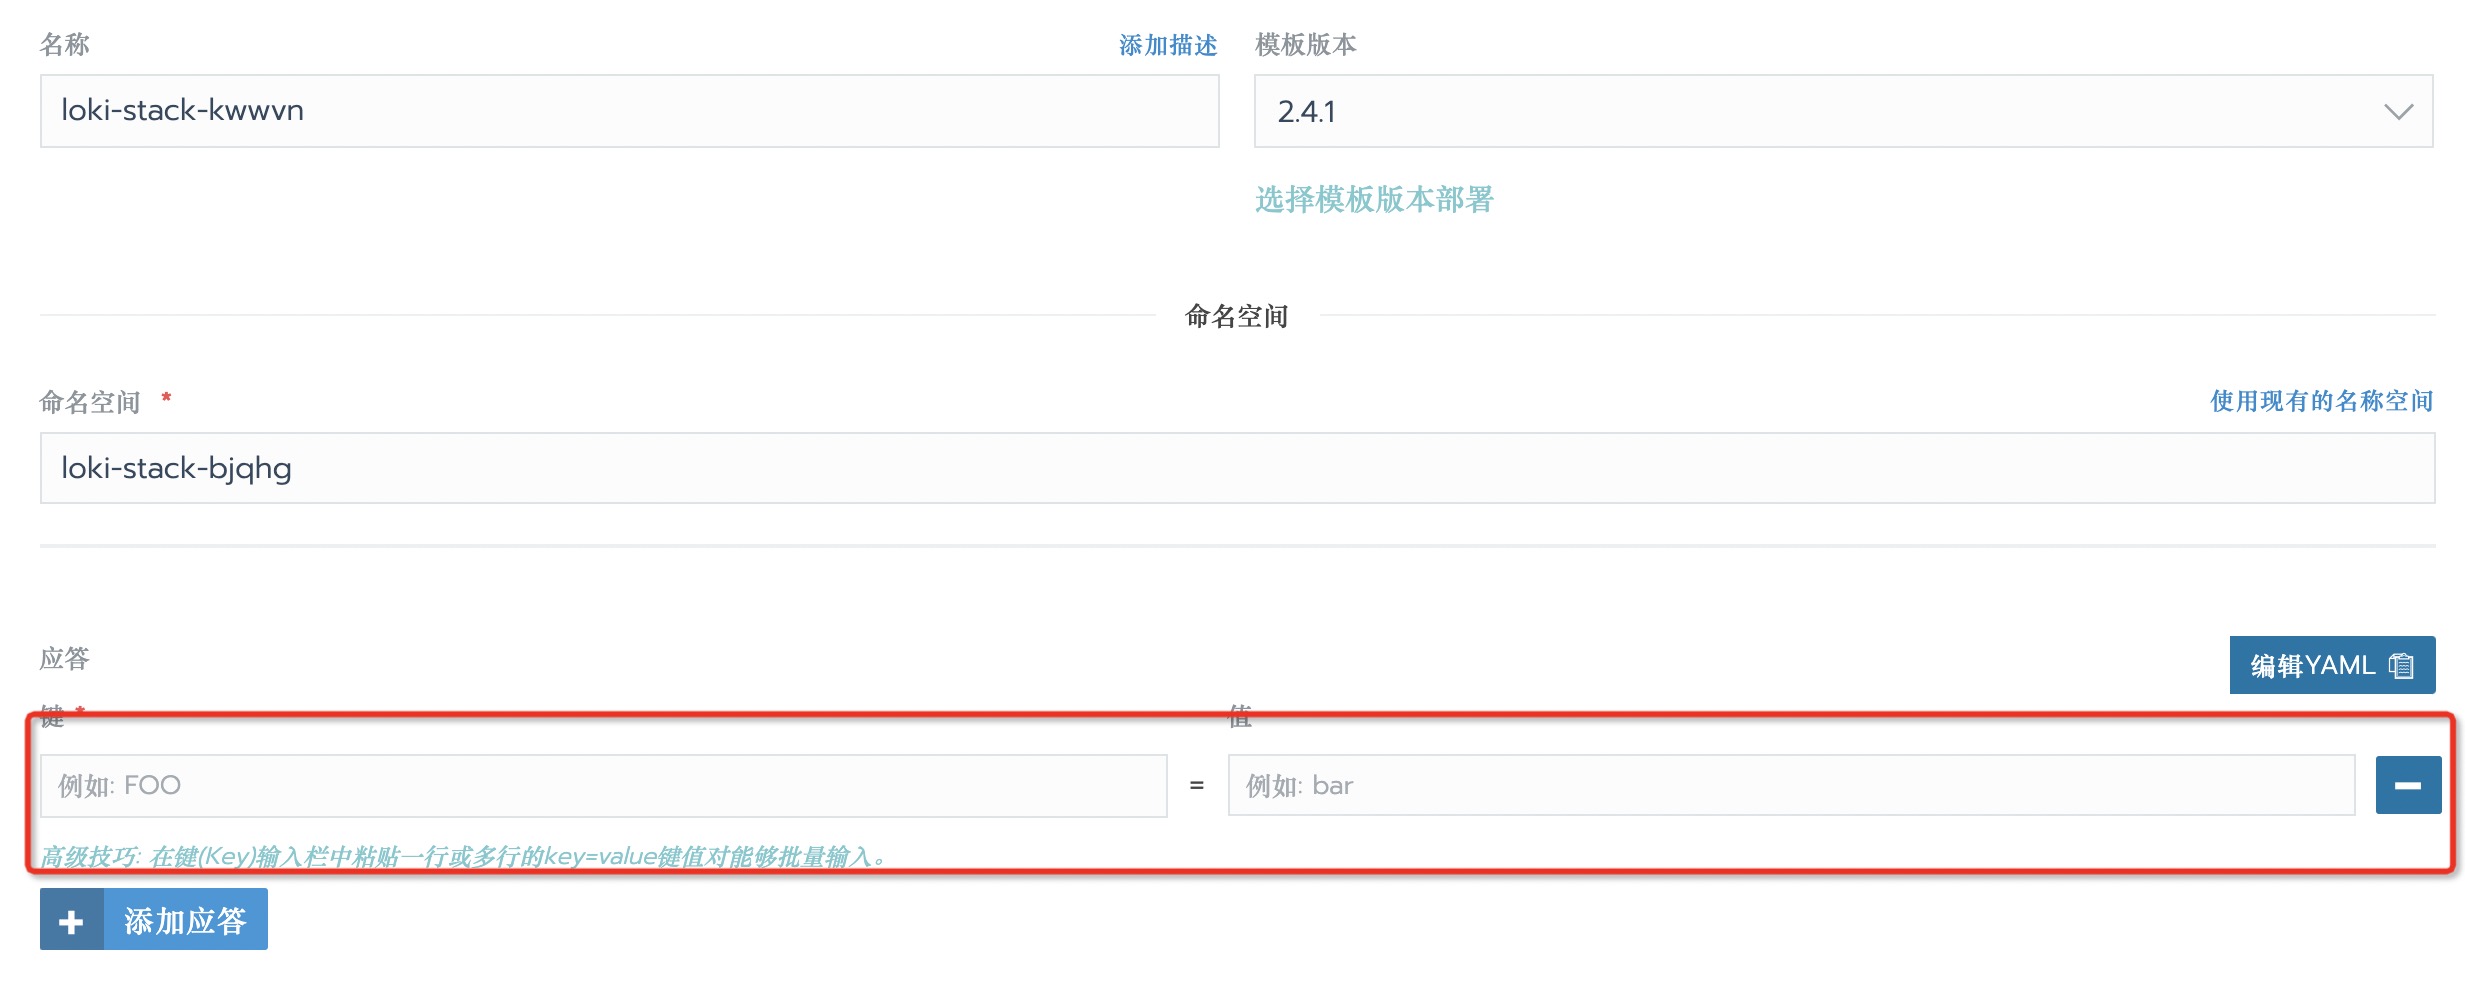 名称 添加描述 模板版本
loki-stack-kwwvn 2.4.1
选择模板版本部署
命名空间
命名空间 * 使用现有的名称空间
loki-stack-bjqhg
应答 编辑YAML
键 * 值
例如: FOO = 例如: bar
高级技巧: 在键(Key)输入栏中粘贴一行或多行的key=value键值对能够批量输入。
添加应答